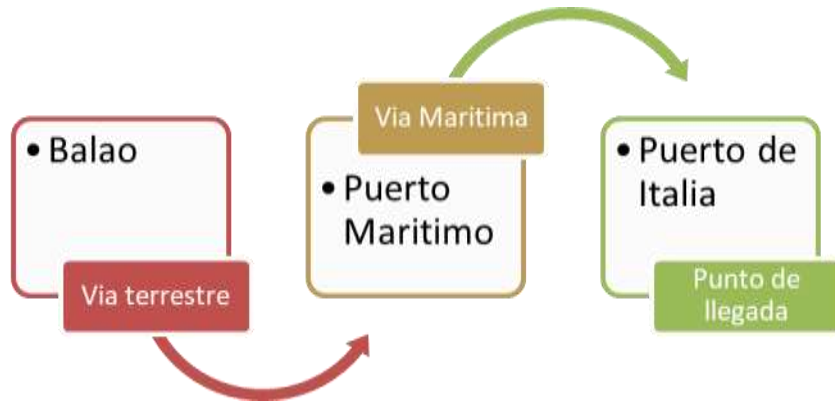 • Balao
Via terrestre
Via Maritima
• Puerto
Maritimo
• Puerto de
Italia
Punto de
llegada